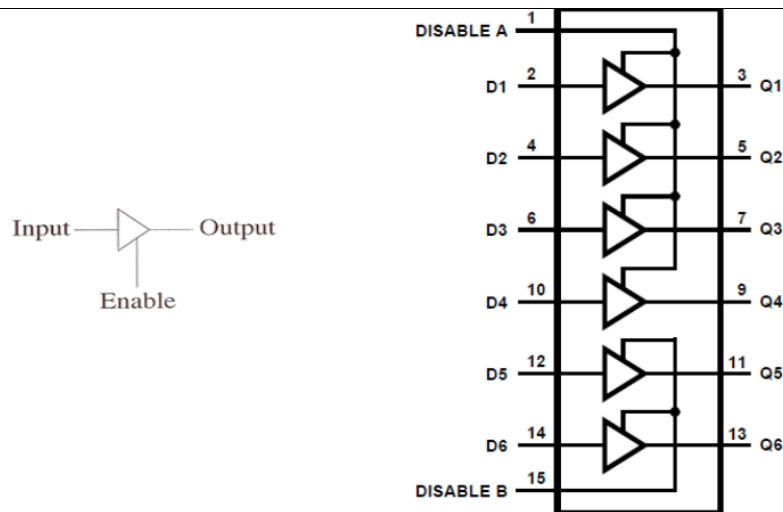 DISABLE A 1
D1 2 3 Q1
D2 4 5 Q2
D3 6 7 Q3
Input Output
Enable
D4 10 9 Q4
D5 12 11 Q5
D6 14 13 Q6
DISABLE B 15